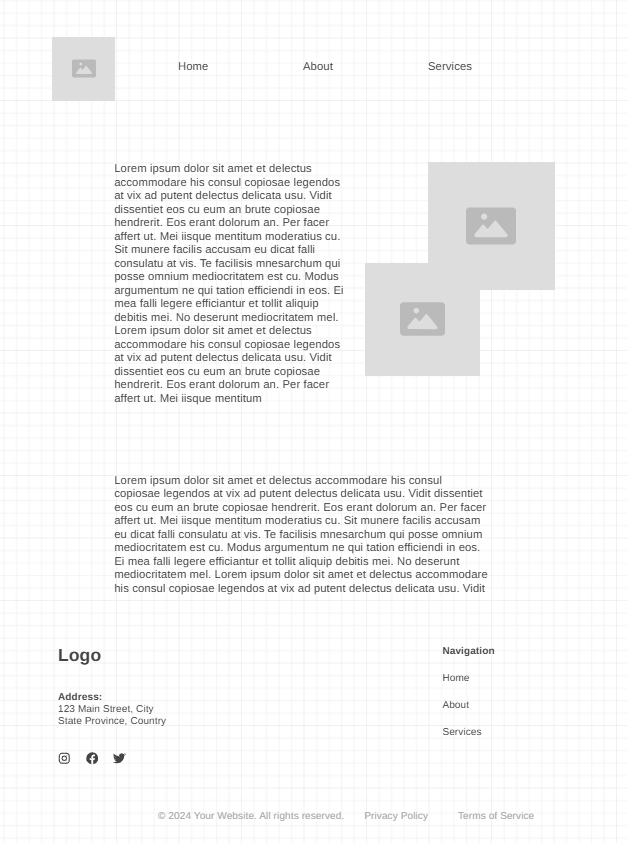 Home About Services
Lorem ipsum dolor sit amet et delectus
accommodare his consul copiosae legendos
at vix ad putent delectus delicata usu. Vidit
dissentiet eos cu eum an brute copiosae
hendrerit. Eos erant dolorum an. Per facer
affert ut. Mei iisque mentitum moderatius cu.
Sit munere facilis accusam eu dicat falli
consulatu at vis. Te facilisis mnesarchum qui
posse omnium mediocritatem est cu. Modus
argumentum ne qui tation efficiendi in eos. Ei
mea falli legere efficiantur et tollit aliquip
debitis mei. No deserunt mediocritatem mel.
Lorem ipsum dolor sit amet et delectus
accommodare his consul copiosae legendos
at vix ad putent delectus delicata usu. Vidit
dissentiet eos cu eum an brute copiosae
hendrerit. Eos erant dolorum an. Per facer
affert ut. Mei iisque mentitum
Lorem ipsum dolor sit amet et delectus accommodare his consul
copiosae legendos at vix ad putent delectus delicata usu. Vidit dissentiet
eos cu eum an brute copiosae hendrerit. Eos erant dolorum an. Per facer
affert ut. Mei iisque mentitum moderatius cu. Sit munere facilis accusam
eu dicat falli consulatu at vis. Te facilisis mnesarchum qui posse omnium
mediocritatem est cu. Modus argumentum ne qui tation efficiendi in eos.
Ei mea falli legere efficiantur et tollit aliquip debitis mei. No deserunt
mediocritatem mel. Lorem ipsum dolor sit amet et delectus accommodare
his consul copiosae legendos at vix ad putent delectus delicata usu. Vidit
Logo
Address:
123 Main Street, City
State Province, Country
Navigation
Home
About
Services
© 2024 Your Website. All rights reserved. Privacy Policy Terms of Service